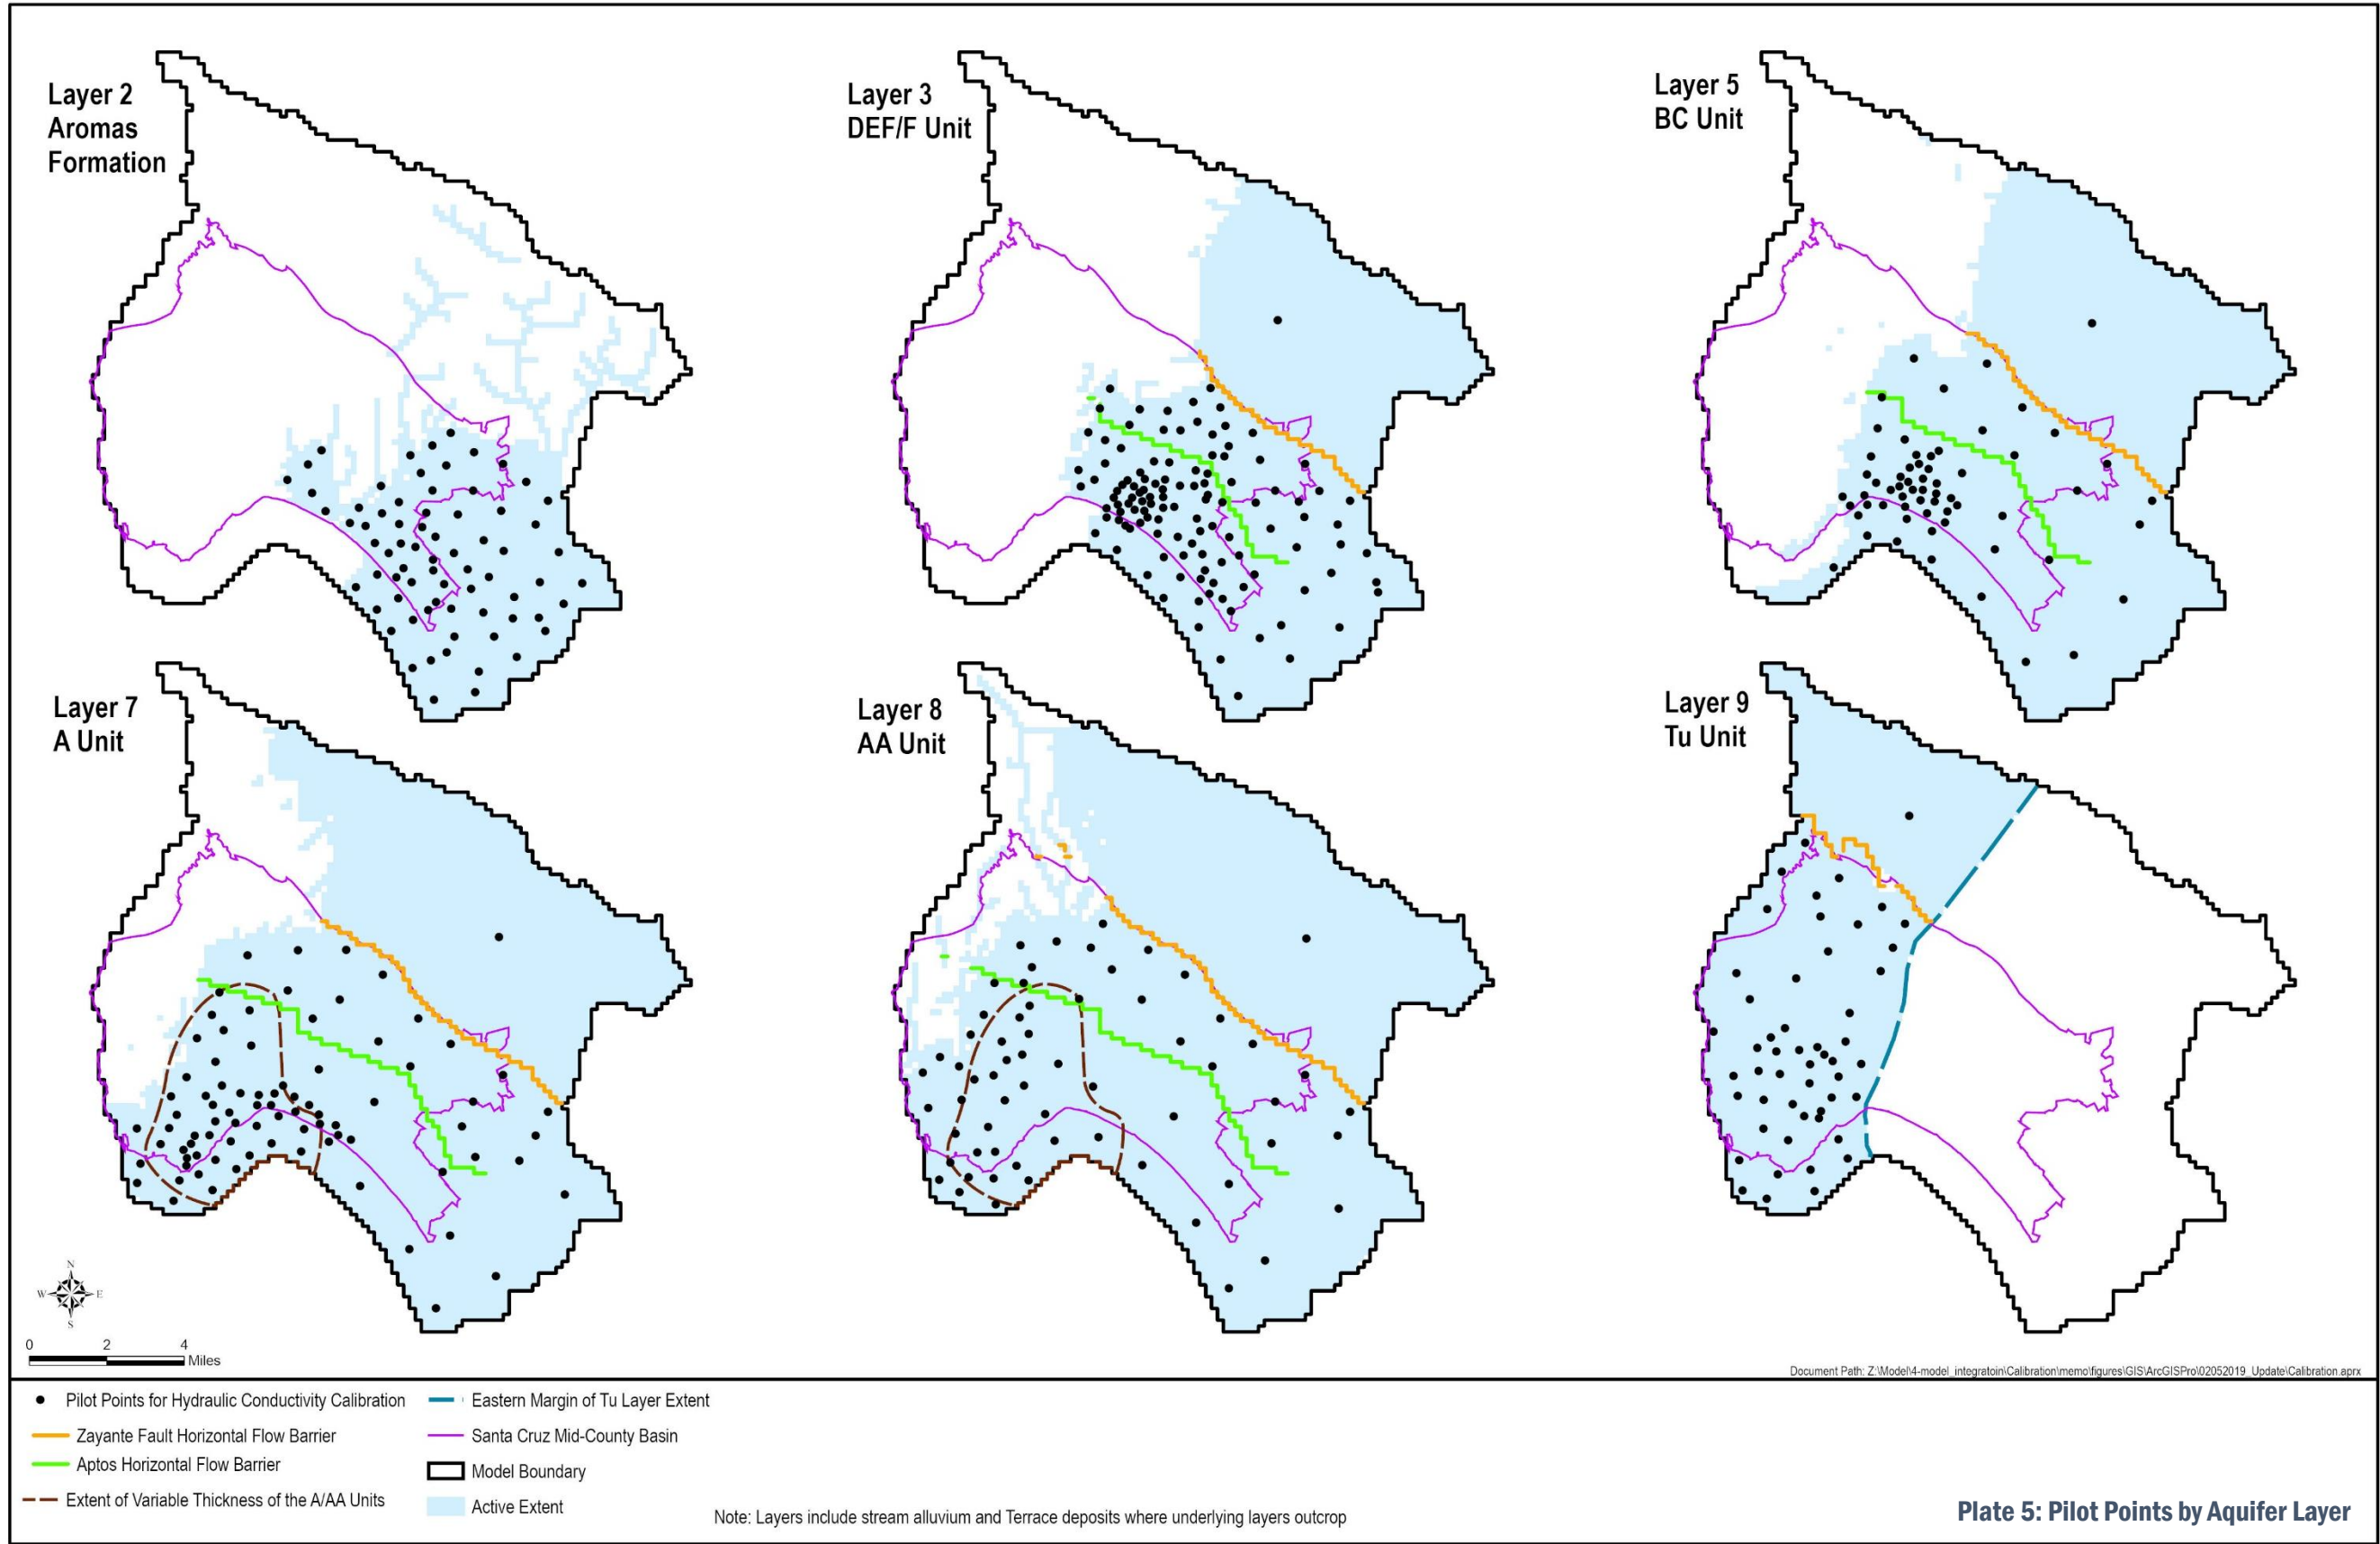 Layer 2
Aromas
Formation
Layer 3
DEF/F Unit
Layer 5
BC Unit
Layer 7
A Unit
Layer 8
AA Unit
Layer 9
Tu Unit
N
W E
S
0 2 4
Miles
Document Path: Z:\Model\4-model_integratoin\Calibration\memo\figures\GIS\ArcGISPro\02052019_Update\Calibration.aprx
Pilot Points for Hydraulic Conductivity Calibration
Zayante Fault Horizontal Flow Barrier
Aptos Horizontal Flow Barrier
Extent of Variable Thickness of the A/AA Units
Eastern Margin of Tu Layer Extent
Santa Cruz Mid-County Basin
Model Boundary
Active Extent
Note: Layers include stream alluvium and Terrace deposits where underlying layers outcrop
Plate 5: Pilot Points by Aquifer Layer